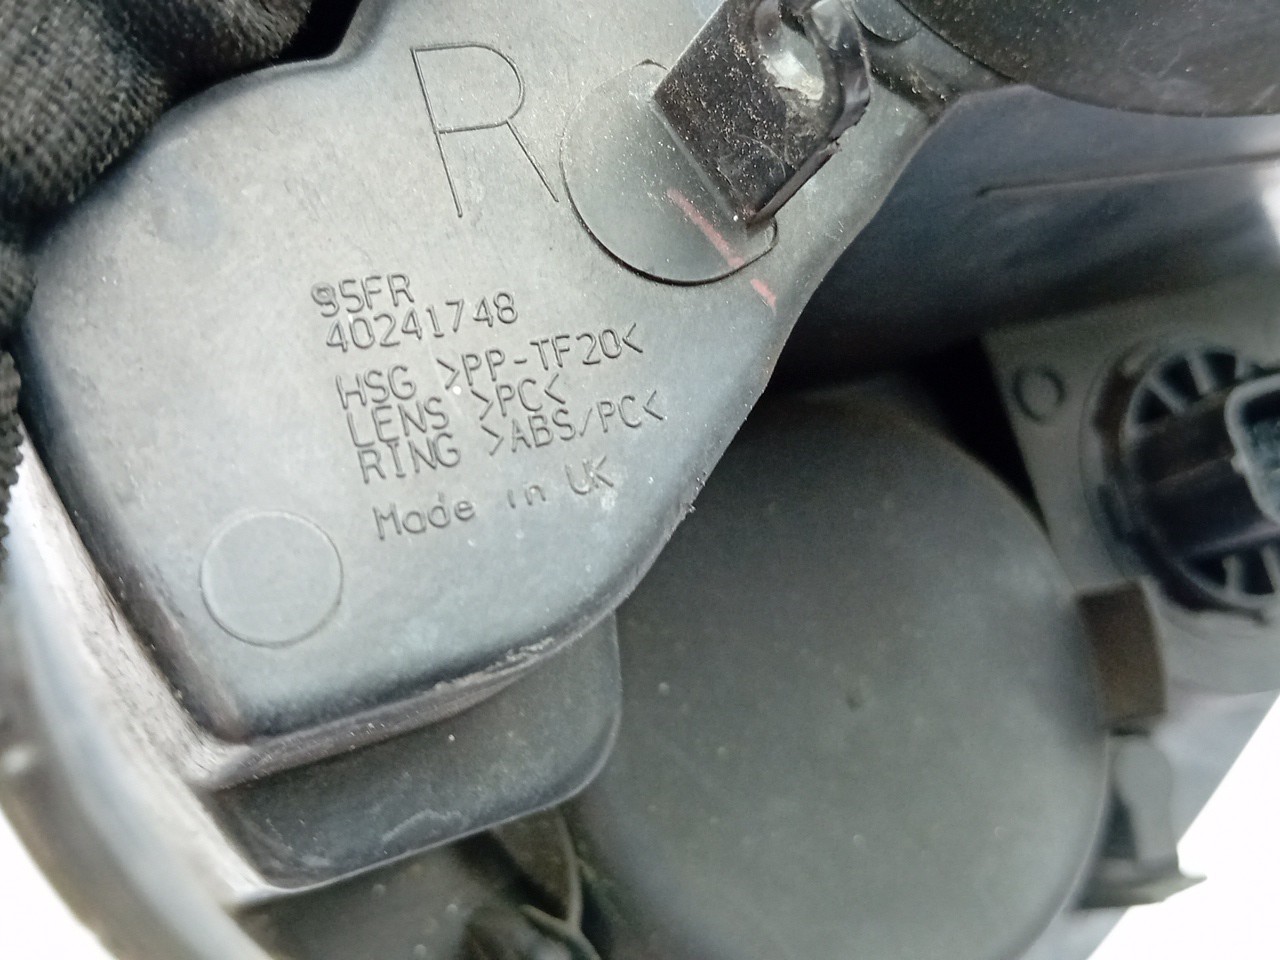 R
95FR
40241748
HSG >PP-TF20<
LENS >PC<
RING >ABS/PC<
Made in UK